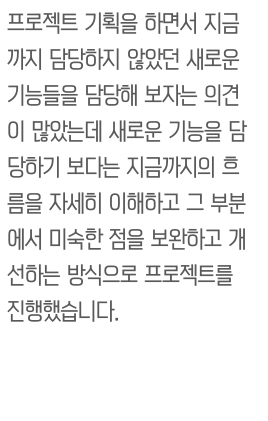 프로젝트 기획을 하면서 지금
까지 담당하지 않았던 새로운
기능들을 담당해 보자는 의견
이 많았는데 새로운 기능을 담
당하기 보다는 지금까지의 흐
름을 자세히 이해하고 그 부분
에서 미숙한 점을 보완하고 개
선하는 방식으로 프로젝트를
진행했습니다.